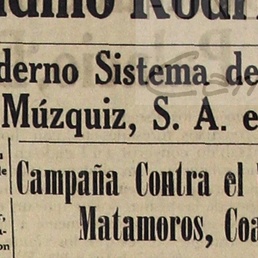 derno Sistema de
Múzquiz, S. A. e
Campaña Contra el
Matamoros, Coa